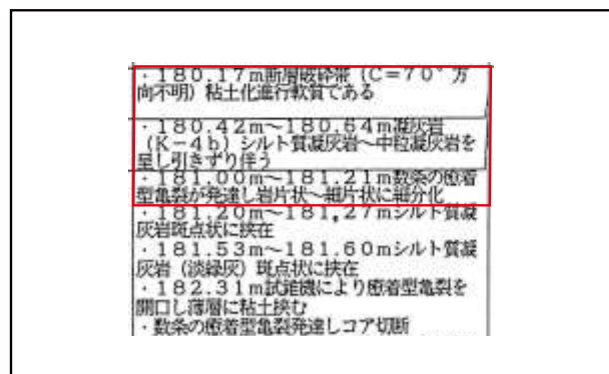 ・180.17m断層破砕帯（C＝70°方
向不明）粘土化進行軟質である
・180.42m～180.64m凝灰岩
（K－4b）シルト質凝灰岩～中粒凝灰岩を
呈し引きずり伴う
・181.00m～181.21m数条の癒着
型亀裂が発達し岩片状～細片状に細分化
・181.20m～181,27mシルト質凝
灰岩斑点状に挟在
・181.53m～181.60mシルト質凝
灰岩（淡緑灰）斑点状に挟在
・182.31m試錐機により癒着型亀裂を
開口し薄層に粘土挟む
・数条の癒着型亀裂発達しコア切断